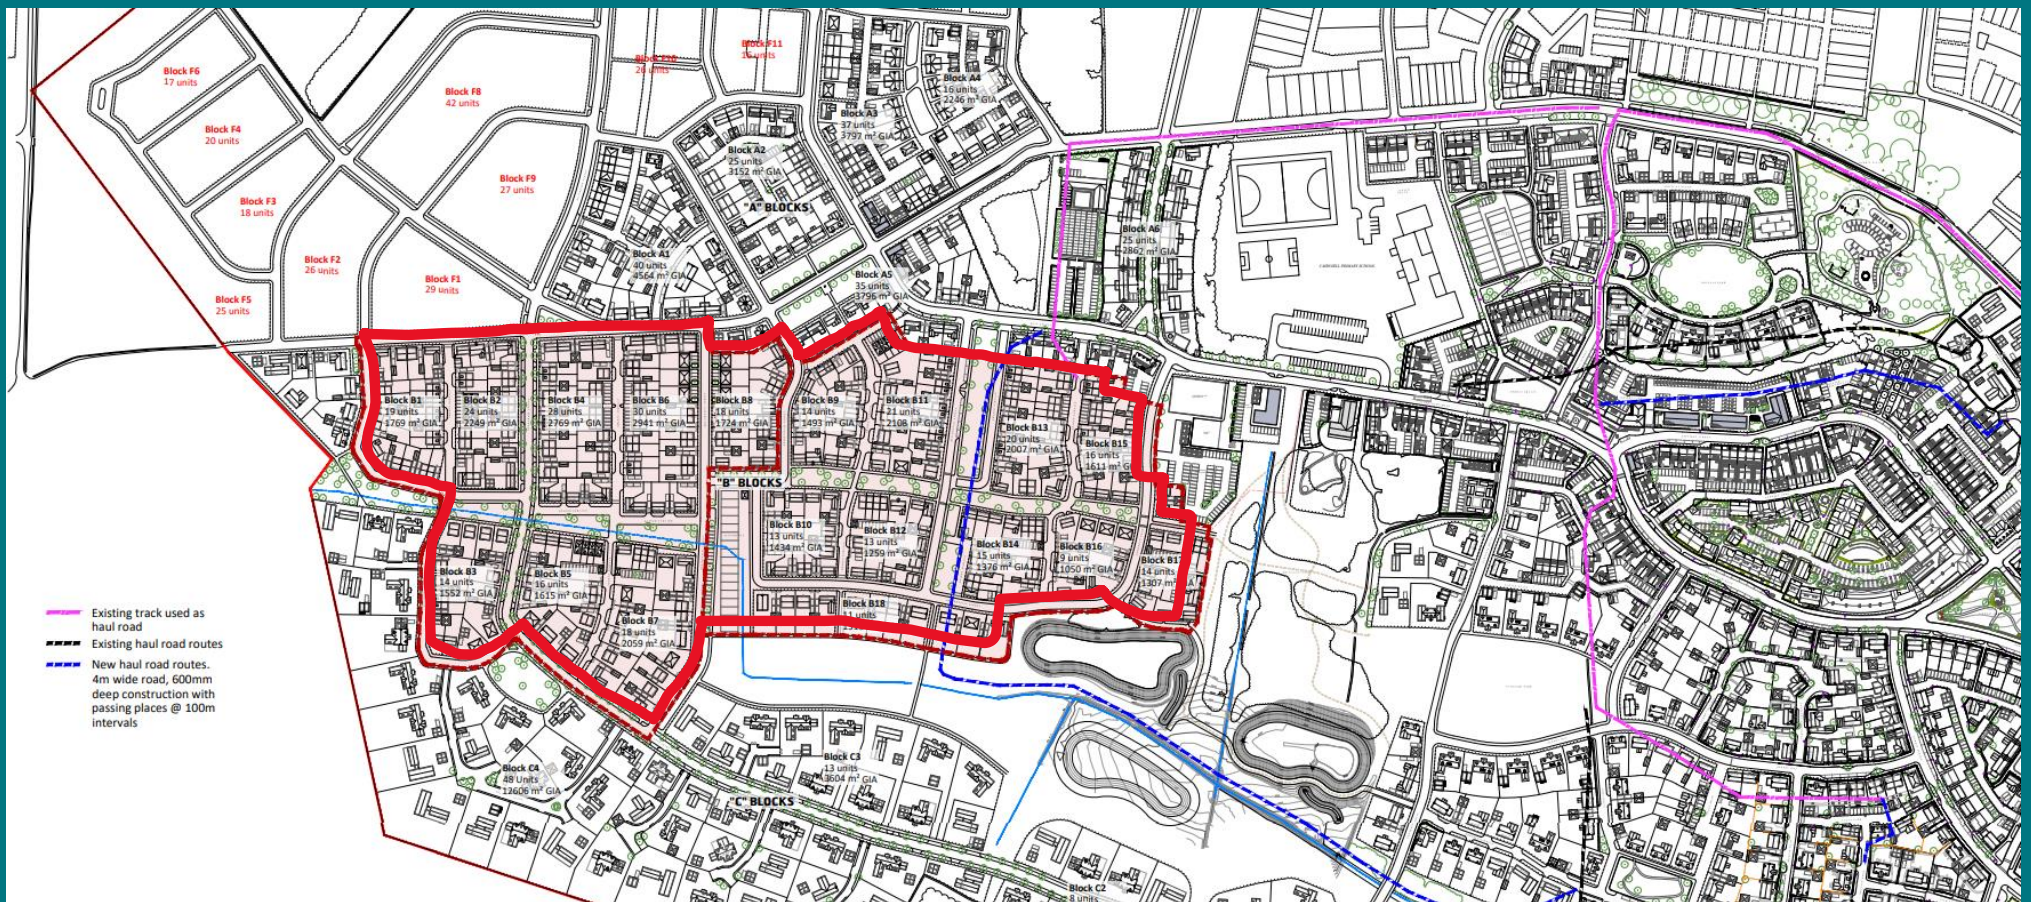 Block F6
17 units
Block F4
20 units
Block F3
18 units
Block F2
26 units
Block F5
25 units
Block F1
29 units
Block F8
42 units
Block F9
27 units
26 units
Block F11
16 units
Block A4
16 units
2246 m² GIA
Block A3
37 units
3797 m² GIA
Block A2
25 units
3152 m² GIA
"A" BLOCKS
Block A1
40 units
4564 m² GIA
Block A5
35 units
3796 m² GIA
Block A6
25 units
2862 m² GIA
Block B1
19 units
1769 m² GIA
Block B2
24 units
2249 m² GIA
Block B4
28 units
2769 m² GIA
Block B6
30 units
2941 m² GIA
Block B8
18 units
1724 m² GIA
Block B9
14 units
1493 m² GIA
Block B11
21 units
2108 m² GIA
Block B13
20 units
2007 m² GIA
Block B15
16 units
1611 m²
"B" BLOCKS
Block B10
13 units
1434 m² GIA
Block B12
13 units
1259 m² GIA
Block B14
15 units
1376 m² GIA
Block B16
9 units
1050 m² GIA
14 units
1307 m²
Block B3
14 units
1552 m² GIA
Block B5
16 units
1615 m² GIA
Block B7
18 units
2059 m² GIA
Block B18
11 units
Existing track used as
haul road
Existing haul road routes
New haul road routes.
4m wide road, 600mm
deep construction with
passing places @ 100m
intervals
Block C4
48 Units
12606 m² GIA
Block C3
13 units
3604 m² GIA
"C" BLOCKS
Block C2
8 units